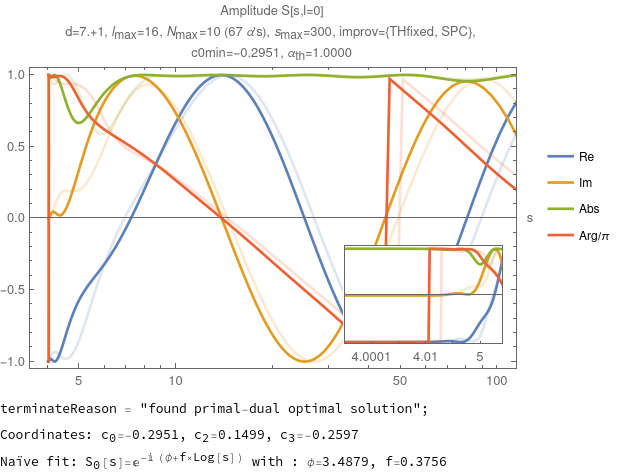 Amplitude S[s,l=0]
d=7.+1, lmax=16, Nmax=10 (67 α's), smax=300, improv={THfixed, SPC},
c0min=-0.2951, αth=1.0000
1.0
0.5
0.0
-0.5
-1.0
5
10
50
100
s
4.0001
4.01
5
Re
Im
Abs
Arg/π
terminateReason = "found primal-dual optimal solution";
Coordinates: c0=-0.2951, c2=0.1499, c3=-0.2597
Naïve fit: S0[s]=e^-i (ϕ+f×Log[s]) with : ϕ=3.4879, f=0.3756